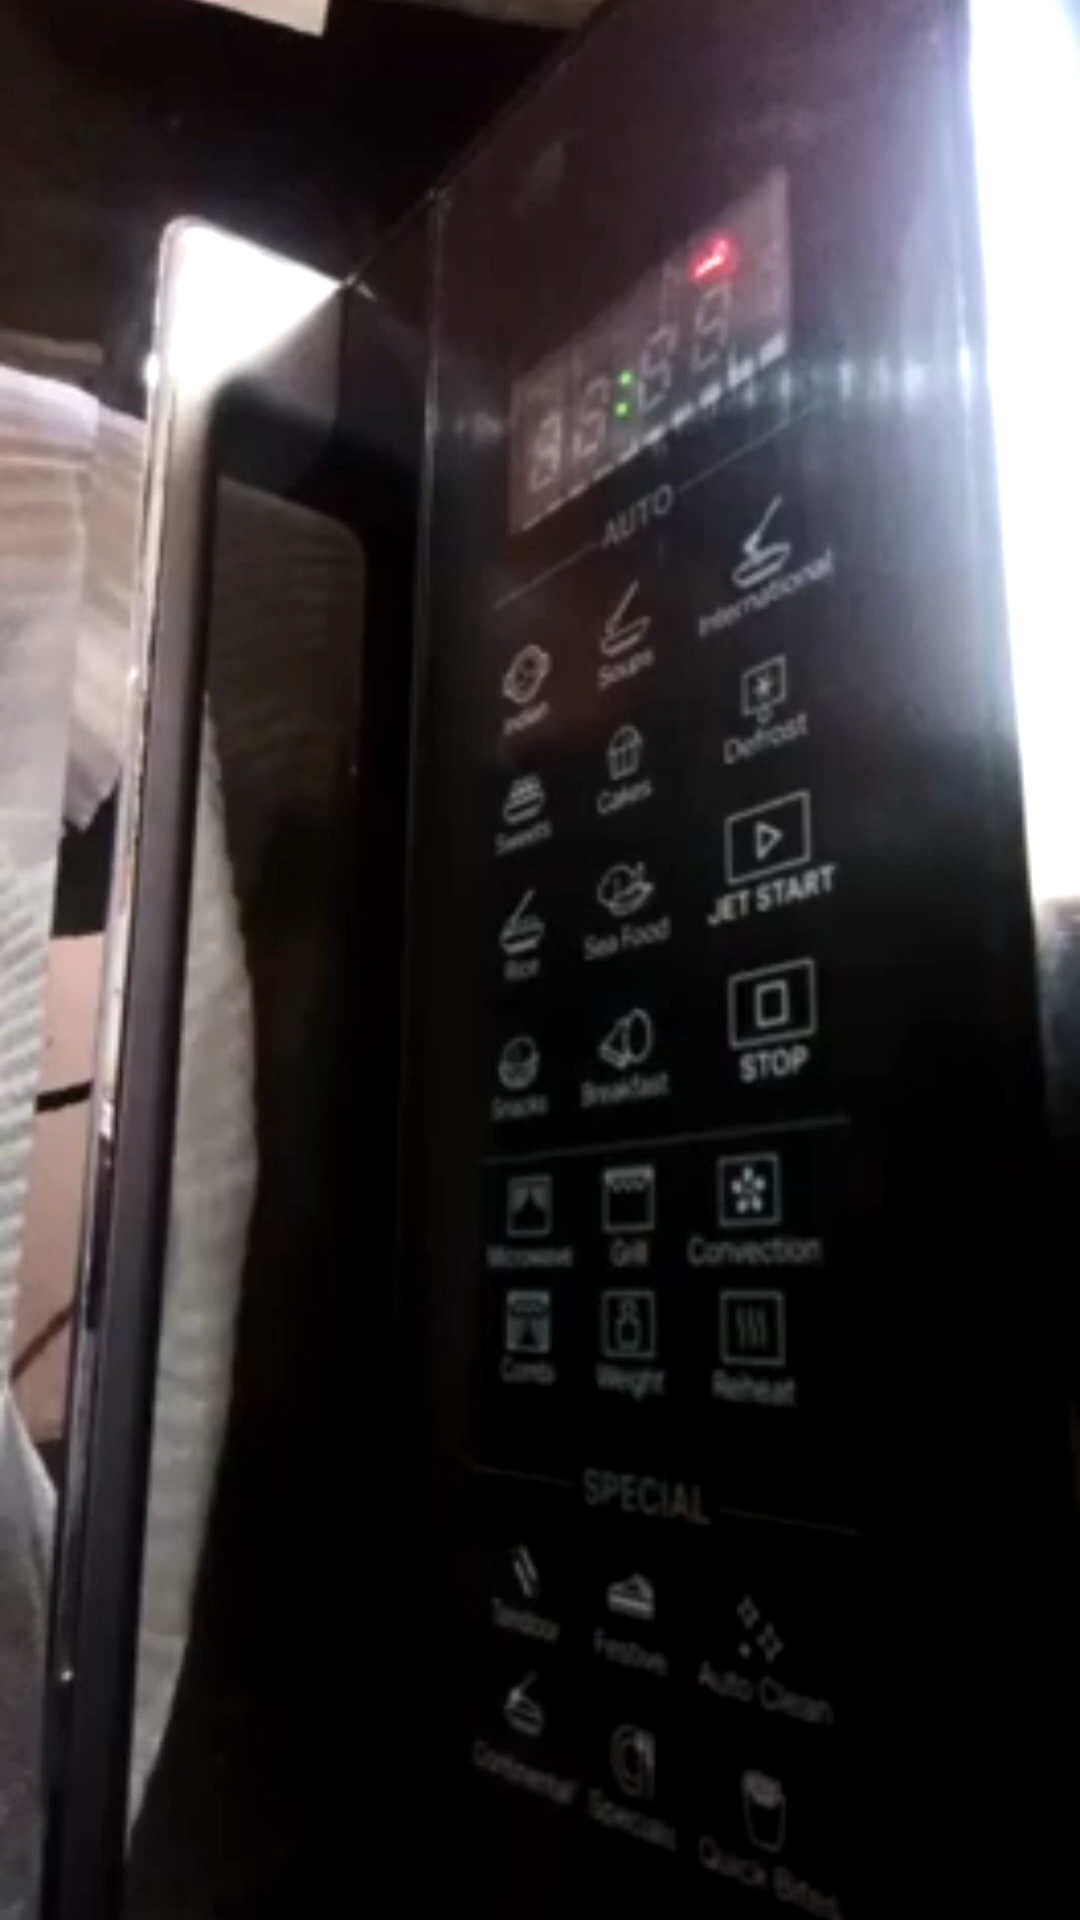 AUTO
Indian Soups International
Sweets Cakes Defrost
Rice Sea Food JET START
Snacks Breakfast STOP
Microwave Grill Convection
Comb Weight Reheat
SPECIAL
Tandoor Festive Auto Clean
Continental Specials Quick Bites